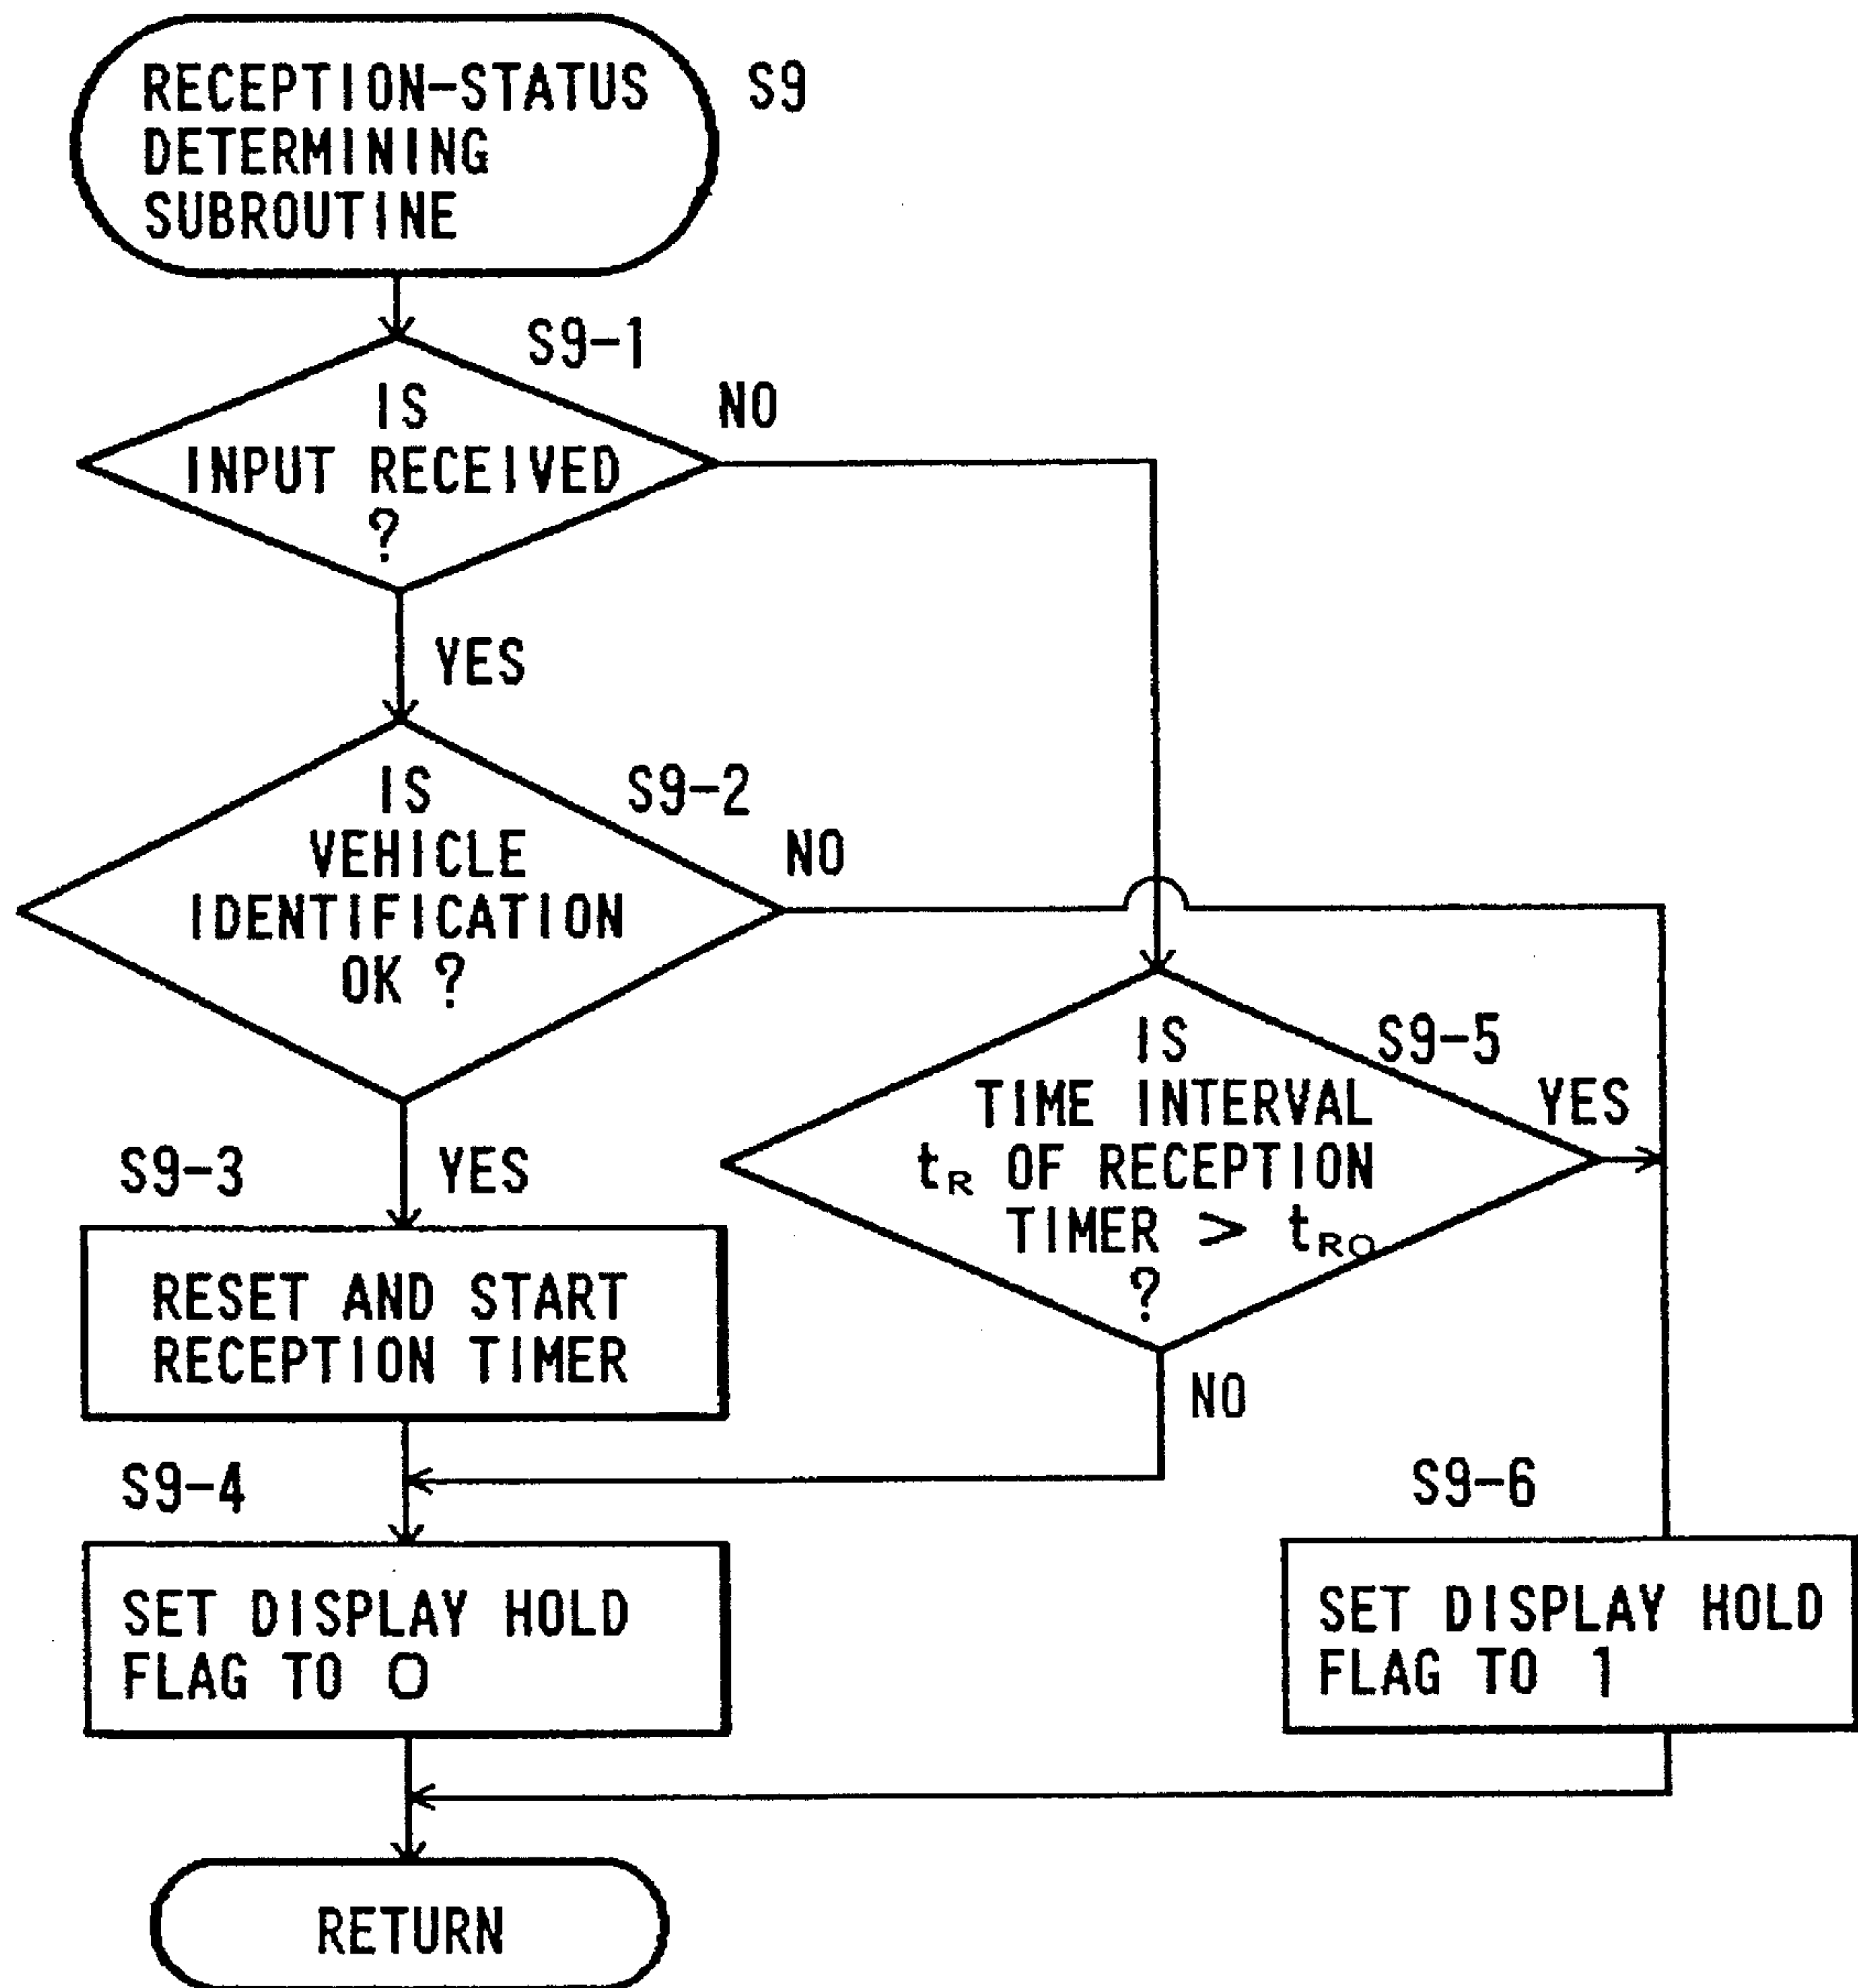 RECEPTION-STATUS
DETERMINING
SUBROUTINE
S9
S9-1
IS
INPUT RECEIVED
?
NO
YES
S9-2
IS
VEHICLE
IDENTIFICATION
OK ?
NO
S9-5
IS
TIME INTERVAL
tR OF RECEPTION
TIMER > tRO
?
YES
NO
S9-3
YES
RESET AND START
RECEPTION TIMER
S9-4
SET DISPLAY HOLD
FLAG TO 0
S9-6
SET DISPLAY HOLD
FLAG TO 1
RETURN